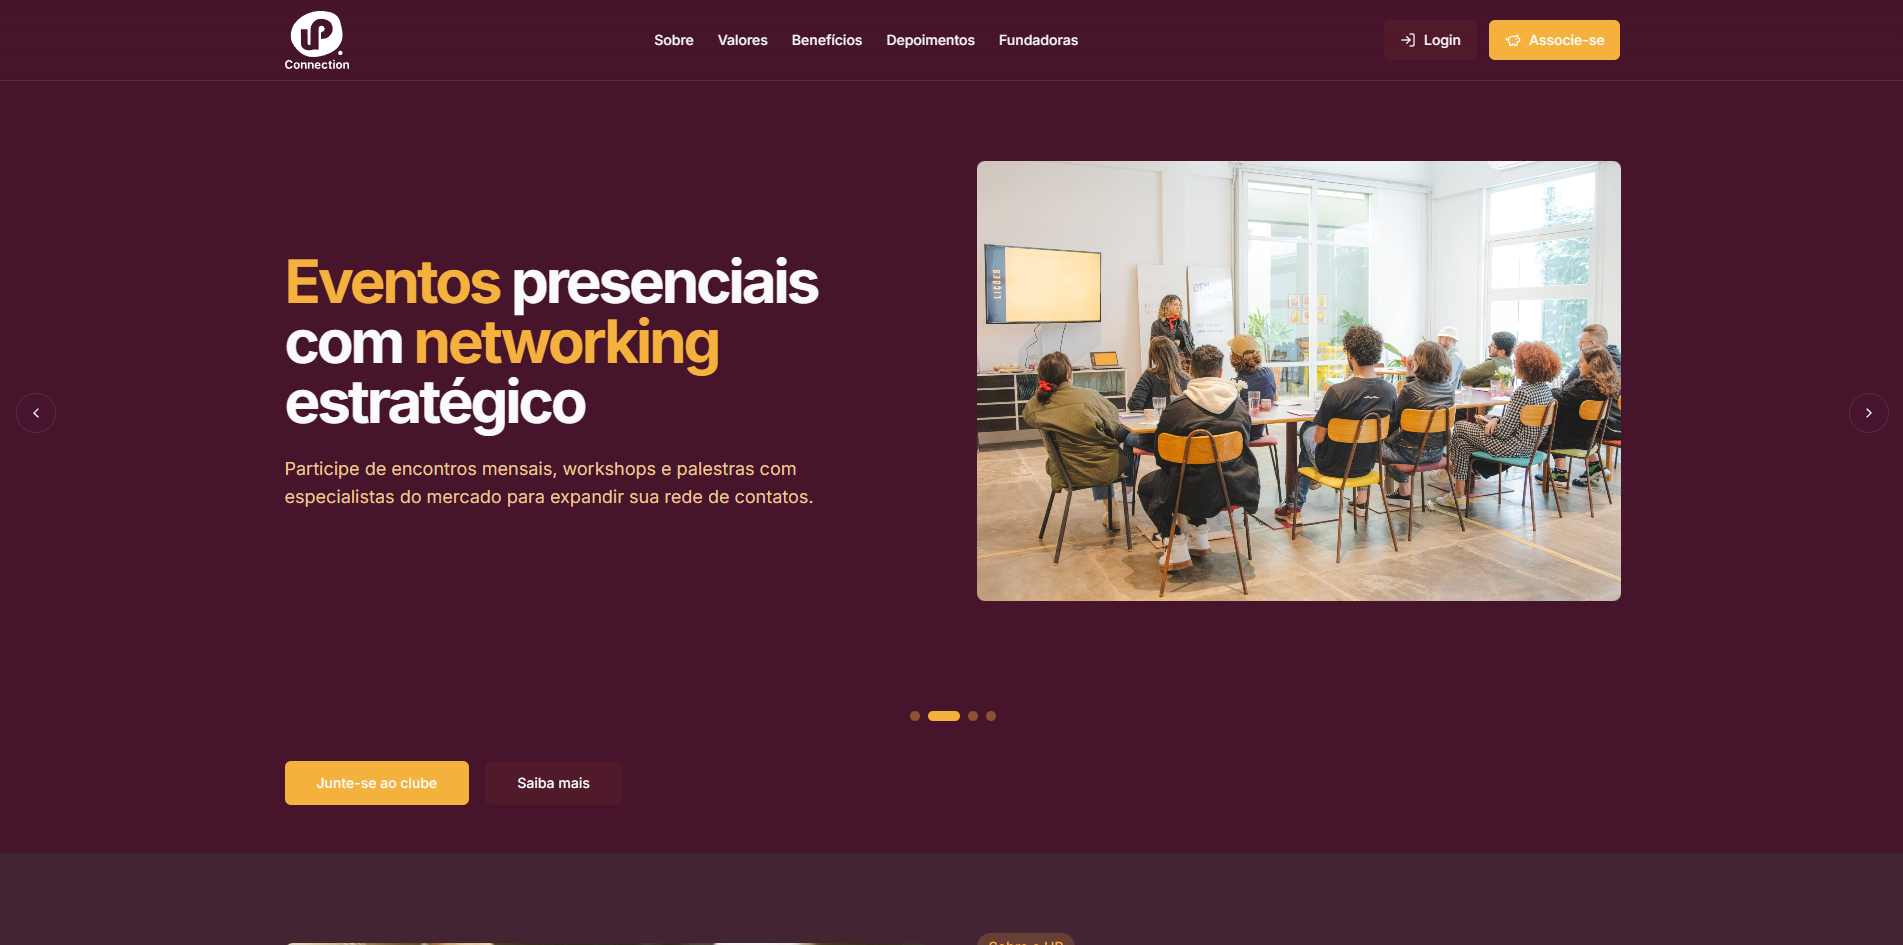 UP
Connection
Sobre
Valores
Benefícios
Depoimentos
Fundadoras
Login
Associe-se
Eventos presenciais
com networking
estratégico
Participe de encontros mensais, workshops e palestras com
especialistas do mercado para expandir sua rede de contatos.
LIÇÕES
Junte-se ao clube
Saiba mais
Sobre a UP